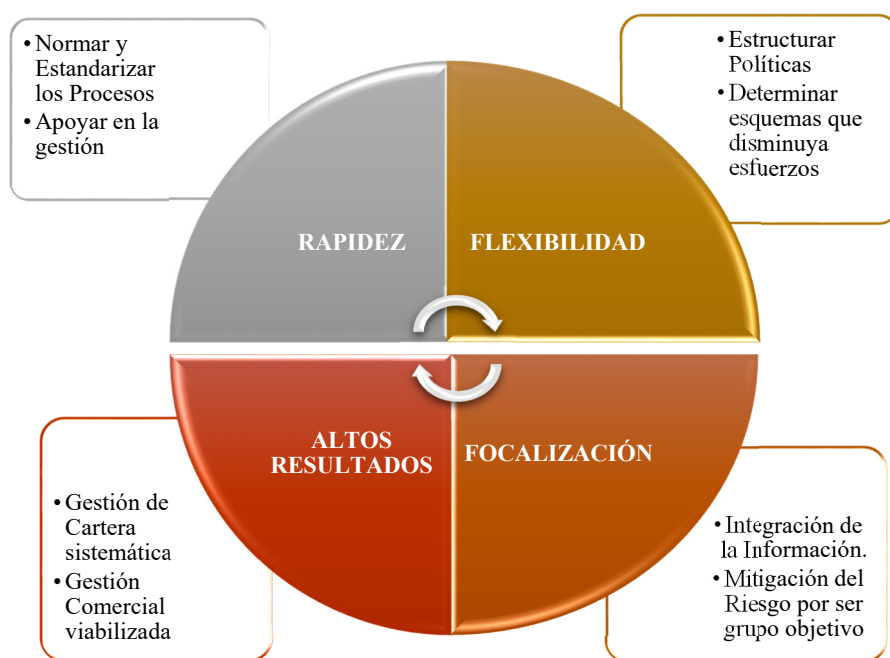 • Normar y
Estandarizar
los Procesos
• Apoyar en la
gestión
• Estructurar
Políticas
• Determinar
esquemas que
disminuya
esfuerzos
RAPIDEZ
FLEXIBILIDAD
ALTOS
RESULTADOS
FOCALIZACIÓN
• Gestión de
Cartera
sistemática
• Gestión
Comercial
viabilizada
• Integración de
la Información.
• Mitigación del
Riesgo por ser
grupo objetivo